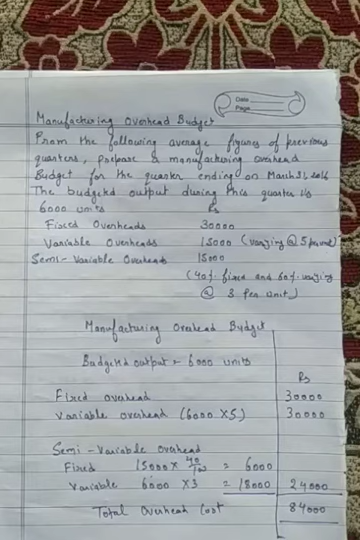 Date
Page
Manufacturing Overhead Budget
From the following average figures of previous
quarters, prepare a manufacturing overhead
Budget for the quarter ending on March 31, 2016
The budgeted output during this quarter is
6000 units Rs
Fixed Overheads 30000
Variable Overheads 15000 (varying @ 5 per unit)
Semi-Variable Overheads 15000
(40% fixed and 60% varying
@ 3 Per unit)
Manufacturing Overhead Budget
Budgeted output = 6000 units
Rs
Fixed overhead 30000
Variable overhead (6000 X5) 30000
Semi-Variable overhead
Fixed 15000 X 40/100 = 6000
Variable 6000 X3 = 18000 24000
Total Overhead Cost 84000